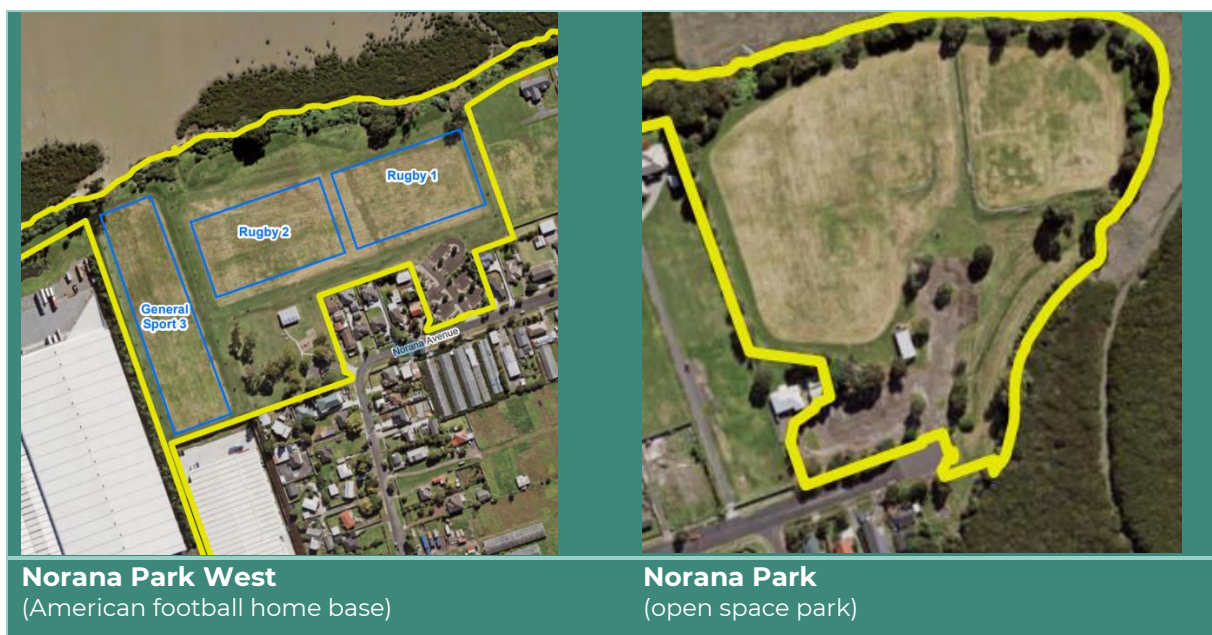 Rugby 1
Rugby 2
General
Sport 3
Norana Avenue
Norana Park West
(American football home base)
Norana Park
(open space park)